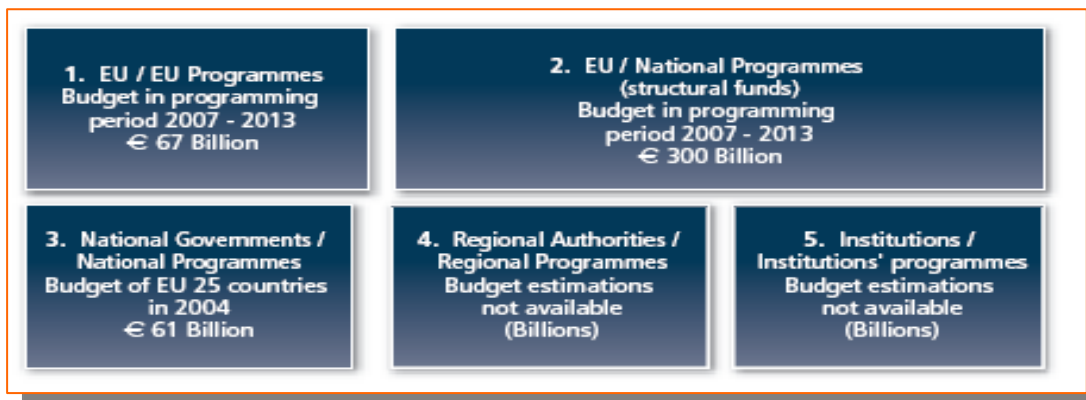 1. EU / EU Programmes
Budget in programming
period 2007 - 2013
€ 67 Billion
2. EU / National Programmes
(structural funds)
Budget in programming
period 2007 - 2013
€ 300 Billion
3. National Governments /
National Programmes
Budget of EU 25 countries
in 2004
€ 61 Billion
4. Regional Authorities /
Regional Programmes
Budget estimations
not available
(Billions)
5. Institutions /
Institutions' programmes
Budget estimations
not available
(Billions)